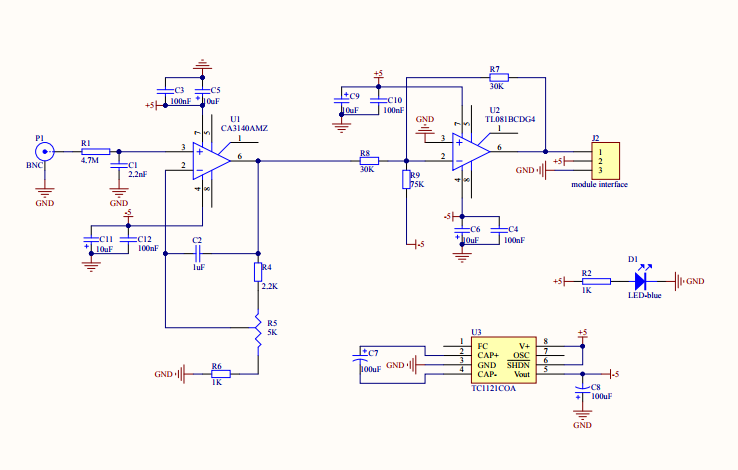 R7
30K
+5
C3
100nF
C5
10uF
+5
C9
10uF
C10
100nF
U1
CA3140AMZ
U2
TL081BCDG4
GND
J2
P1
BNC
GND
R1
4.7M
C1
2.2nF
GND
3
2
7
5
1
6
4
8
R8
30K
R9
75K
-5
3
2
7
5
1
6
4
8
1
2
3
+5
GND
module interface
-5
C11
10uF
C12
100nF
C2
1uF
R4
2.2K
R5
5K
R6
1K
GND
-5
C6
10uF
C4
100nF
D1
+5
R2
1K
LED-blue
GND
U3
+5
C7
100uF
GND
1
2
3
4
FC
CAP+
GND
CAP-
V+
OSC
SHDN
Vout
8
7
6
5
TC1121COA
-5
C8
100uF
GND